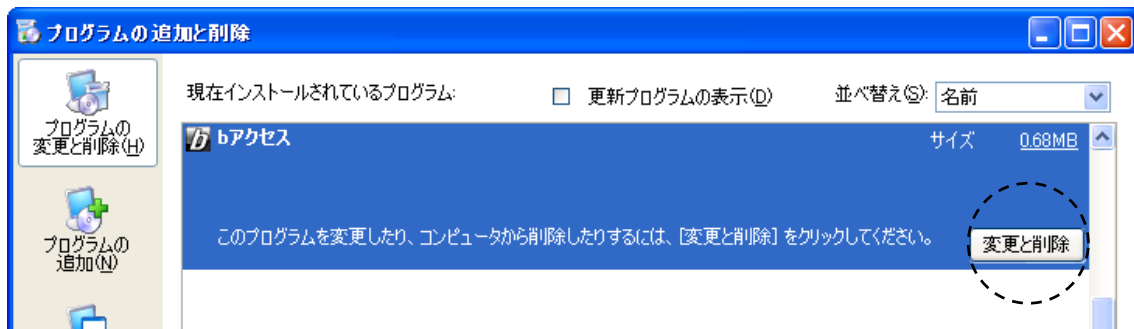 プログラムの追加と削除
プログラムの
変更と削除(H)
現在インストールされているプログラム:
更新プログラムの表示(D)
並べ替え(S):
名前
bアクセス
サイズ
0.68MB
このプログラムを変更したり、コンピュータから削除したりするには、[変更と削除] をクリックしてください。
変更と削除
プログラムの
追加(N)